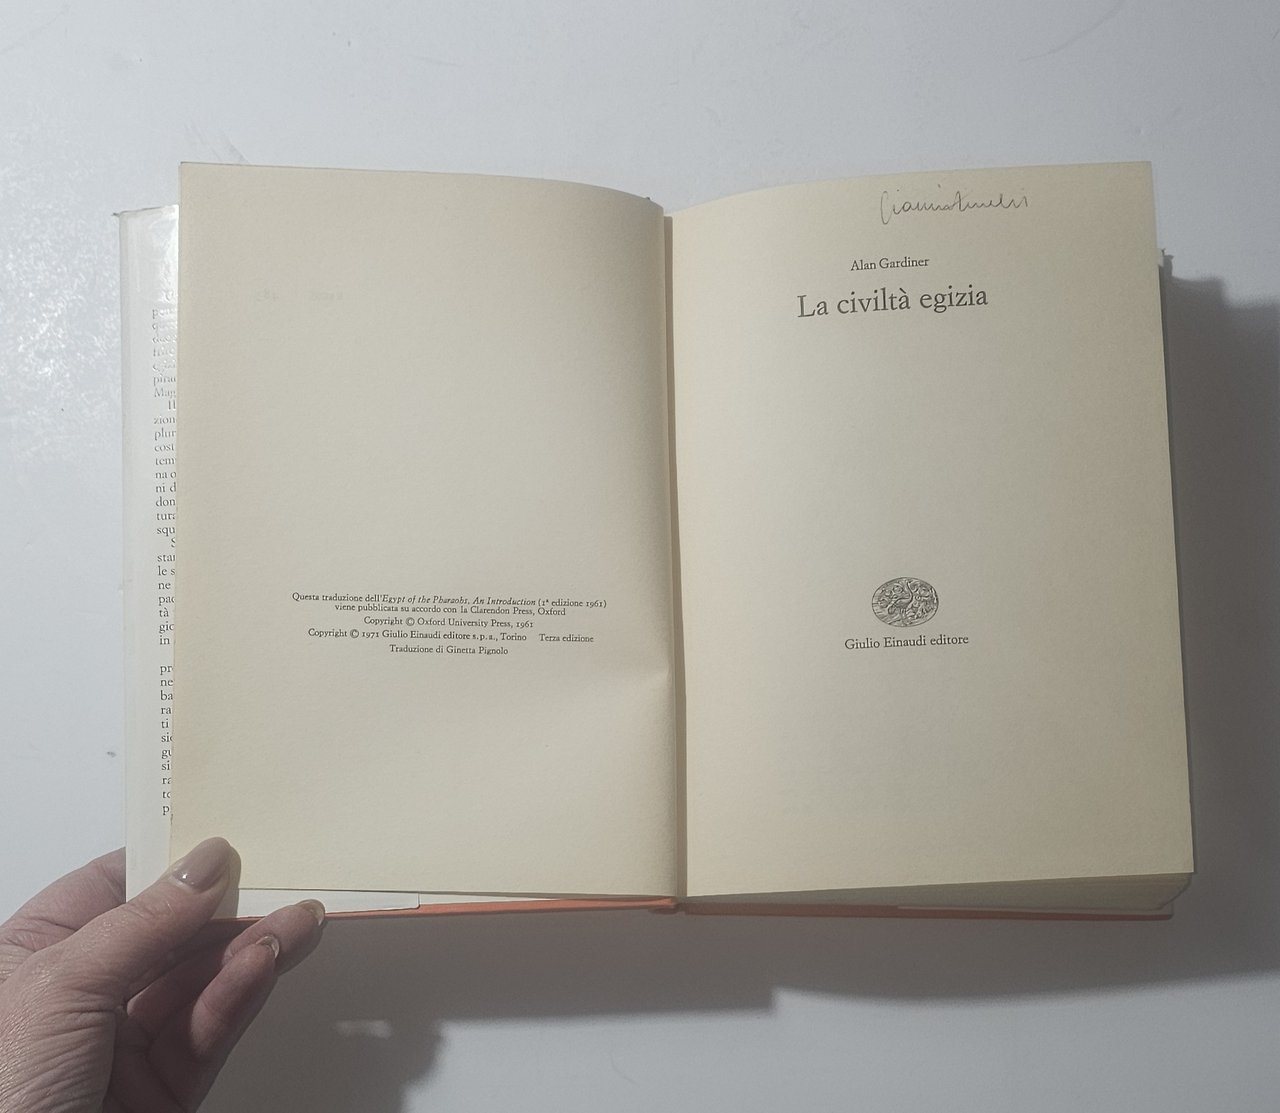 Questa traduzione dell'Egypt of the Pharaohs, An Introduction (1ª edizione 1961)
viene pubblicata su accordo con la Clarendon Press, Oxford
Copyright © Oxford University Press, 1961
Copyright © 1971 Giulio Einaudi editore s.p.a., Torino Terza edizione
Traduzione di Ginetta Pignolo
Alan Gardiner
La civiltà egizia
Giulio Einaudi editore